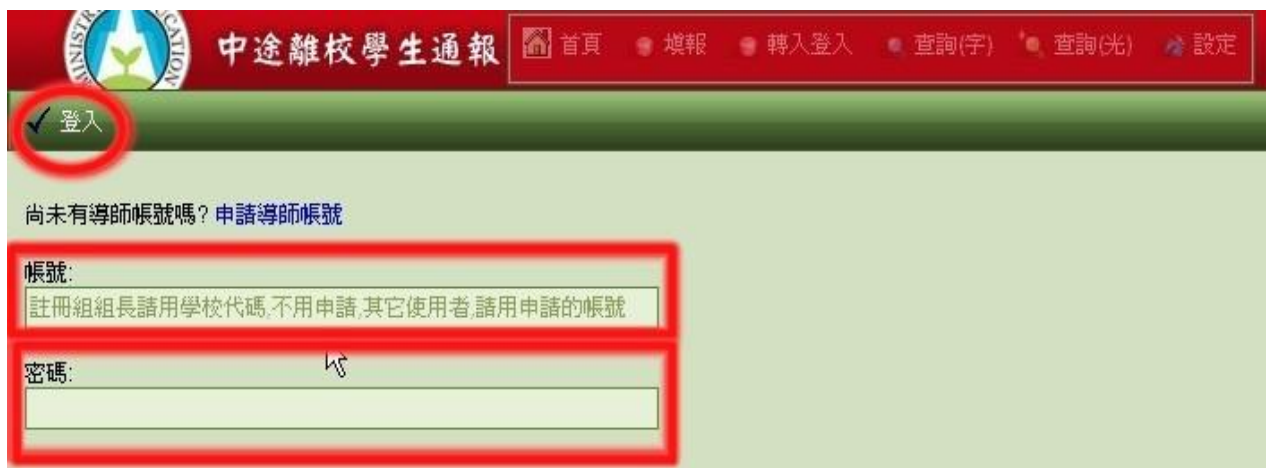 MINISTRY EDUCATION
中途離校學生通報
首頁 填報 轉入登入 查詢(字) 查詢(光) 設定
登入
尚未有導師帳號嗎? 申請導師帳號
帳號:
註冊組組長請用學校代碼,不用申請,其它使用者,請用申請的帳號
密碼: